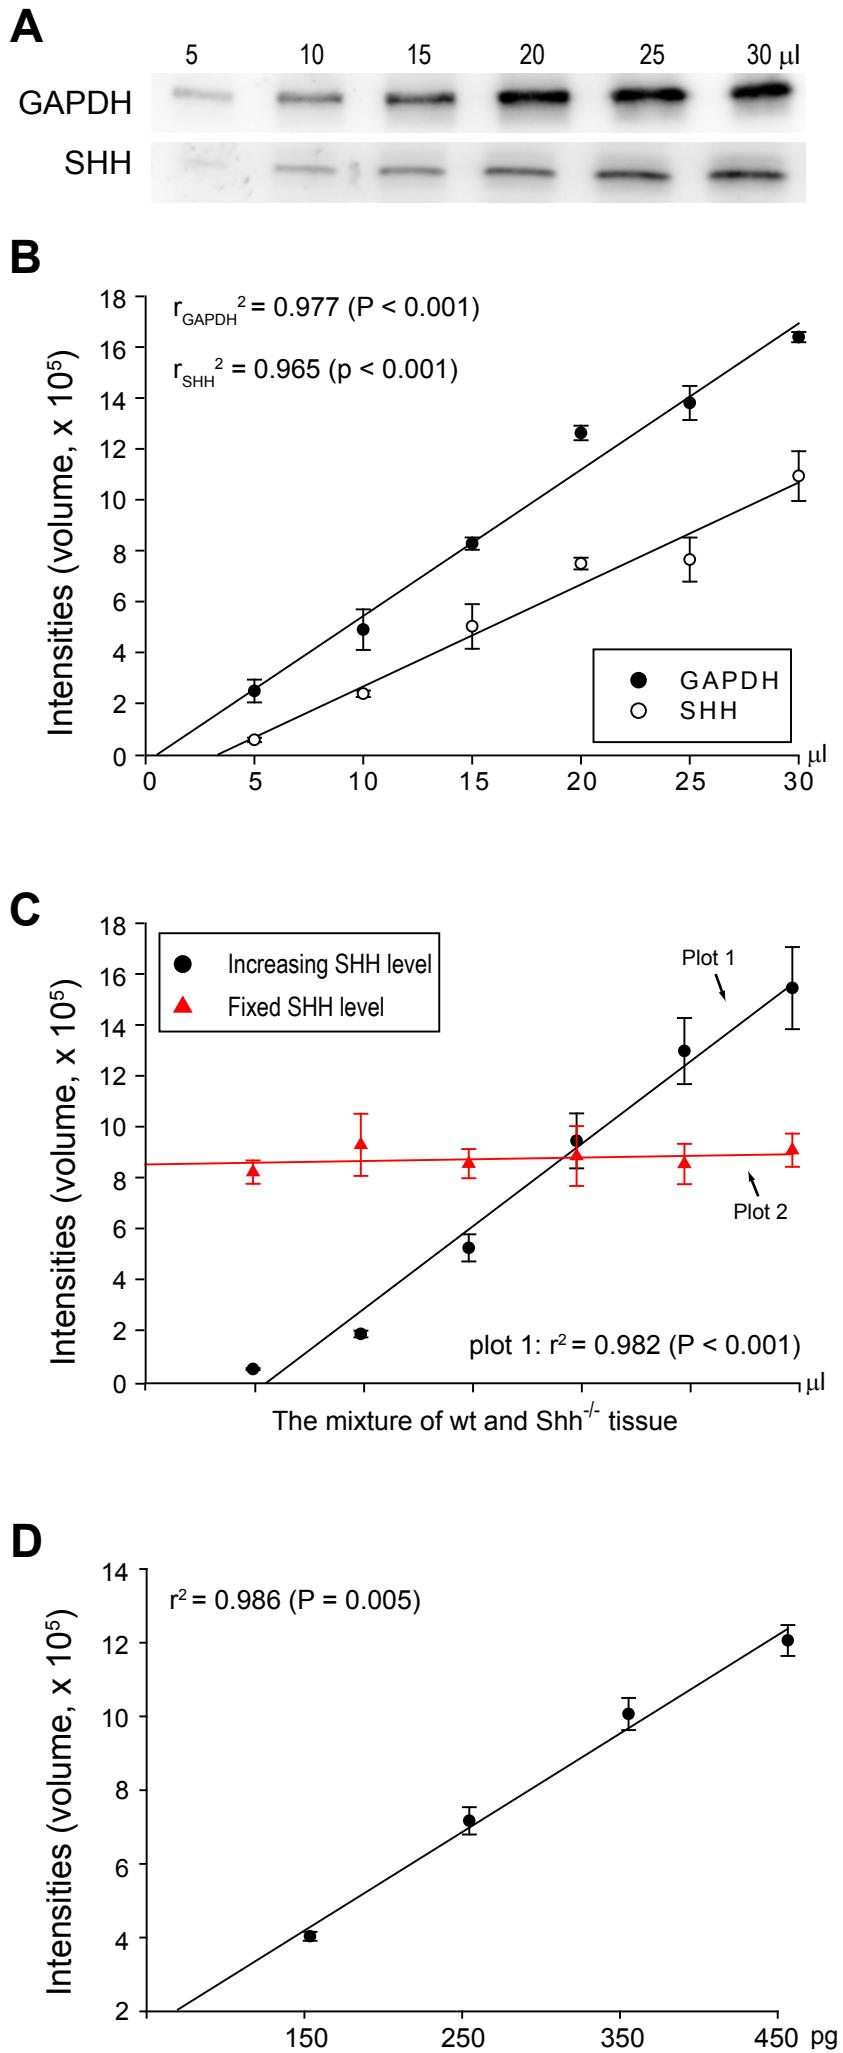 A
5 10 15 20 25 30 µl
GAPDH
SHH
B
Intensities (volume, x 10⁵)
18
16
14
12
10
8
6
4
2
0
r_GAPDH² = 0.977 (P < 0.001)
r_SHH² = 0.965 (p < 0.001)
GAPDH
SHH
0 5 10 15 20 25 30 µl
C
Intensities (volume, x 10⁵)
18
16
14
12
10
8
6
4
2
0
Increasing SHH level
Fixed SHH level
Plot 1
Plot 2
plot 1: r² = 0.982 (P < 0.001)
µl
The mixture of wt and Shh⁻/⁻ tissue
D
Intensities (volume, x 10⁵)
14
12
10
8
6
4
2
r² = 0.986 (P = 0.005)
150 250 350 450 pg